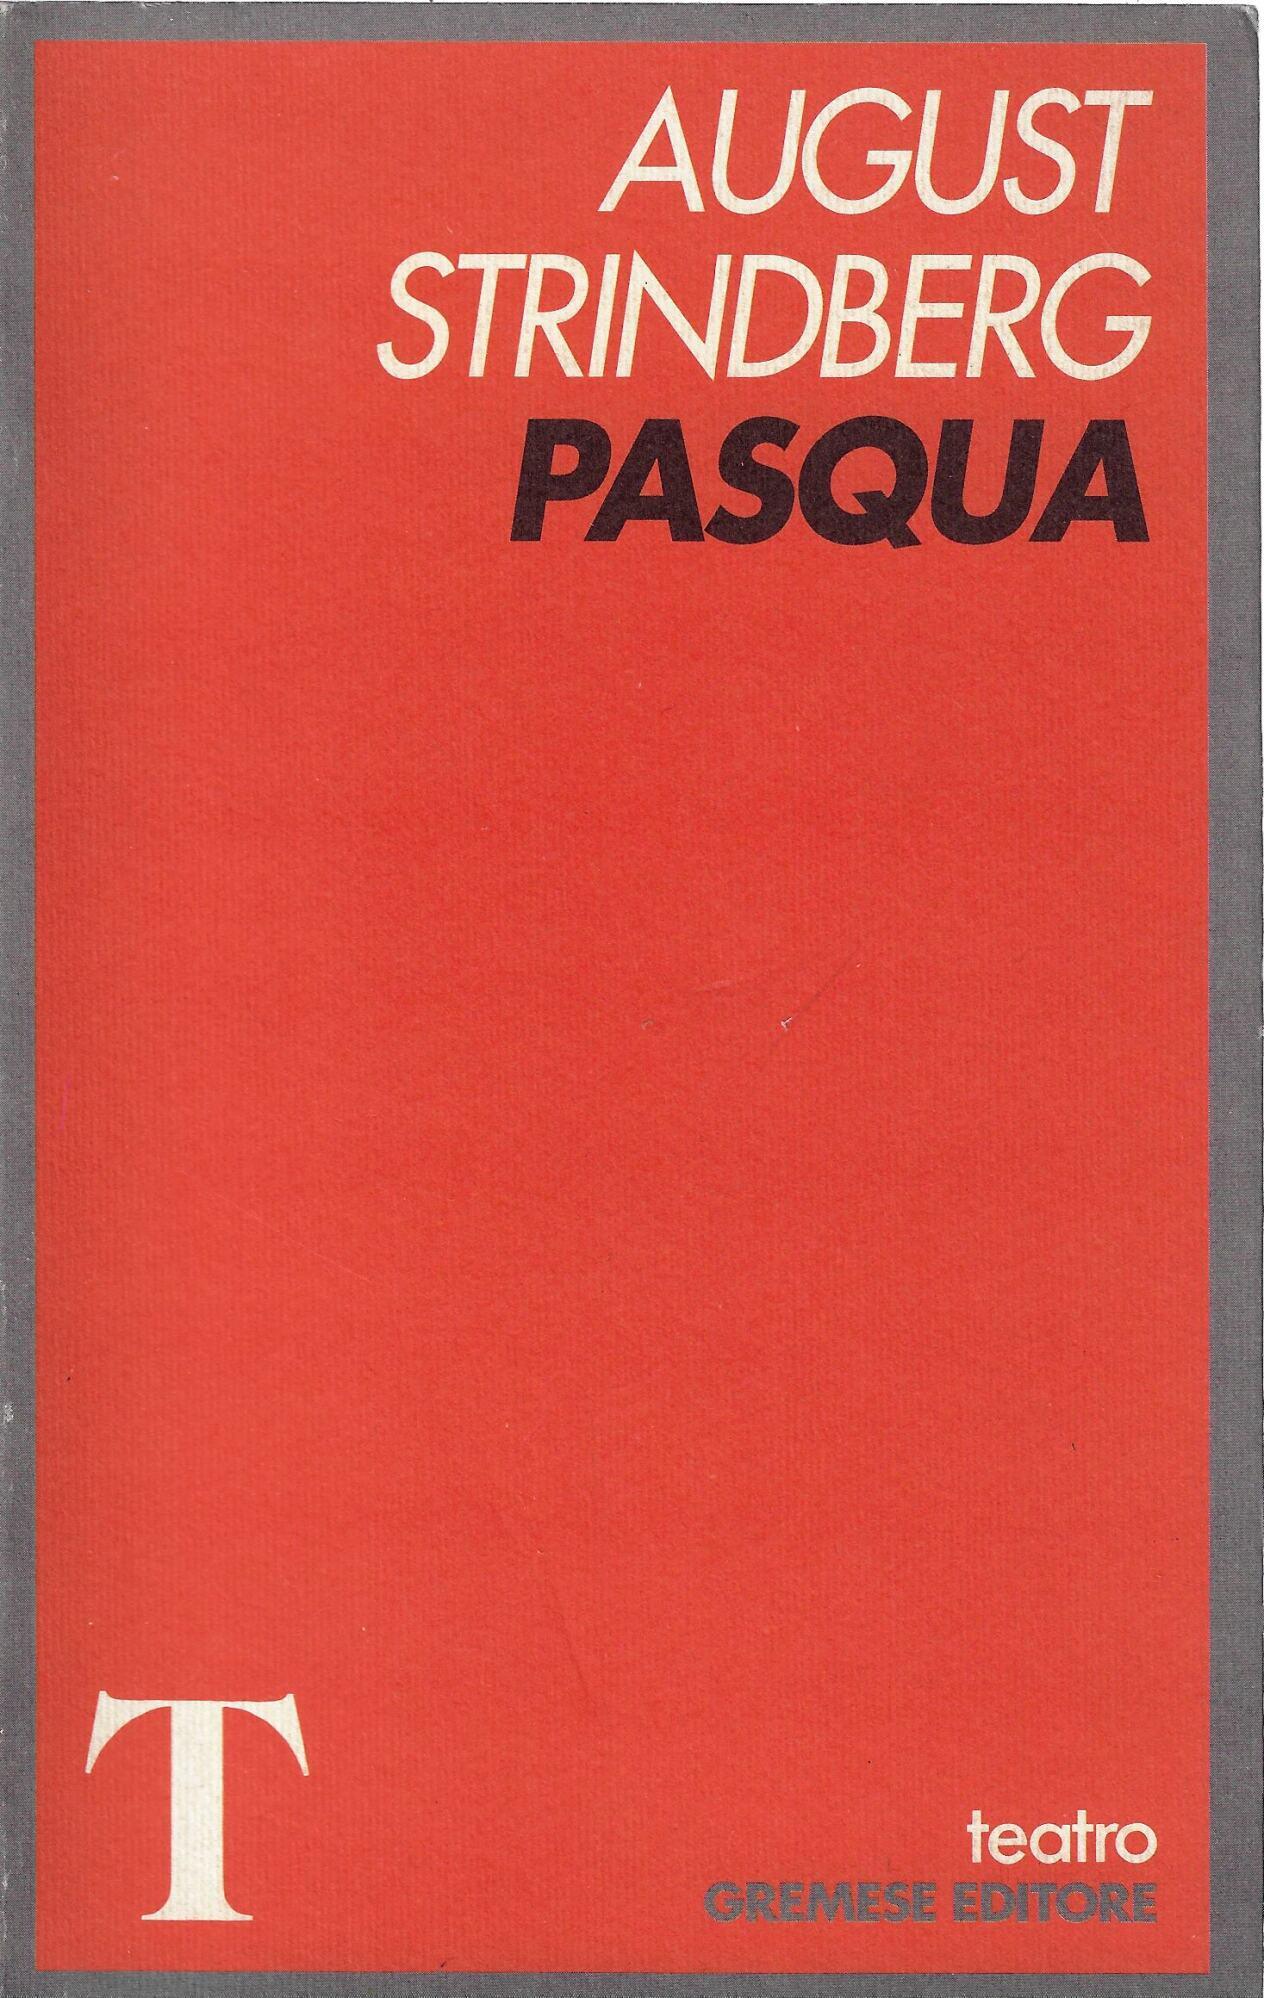 AUGUST
STRINDBERG
PASQUA
T
teatro
GREMESE EDITORE